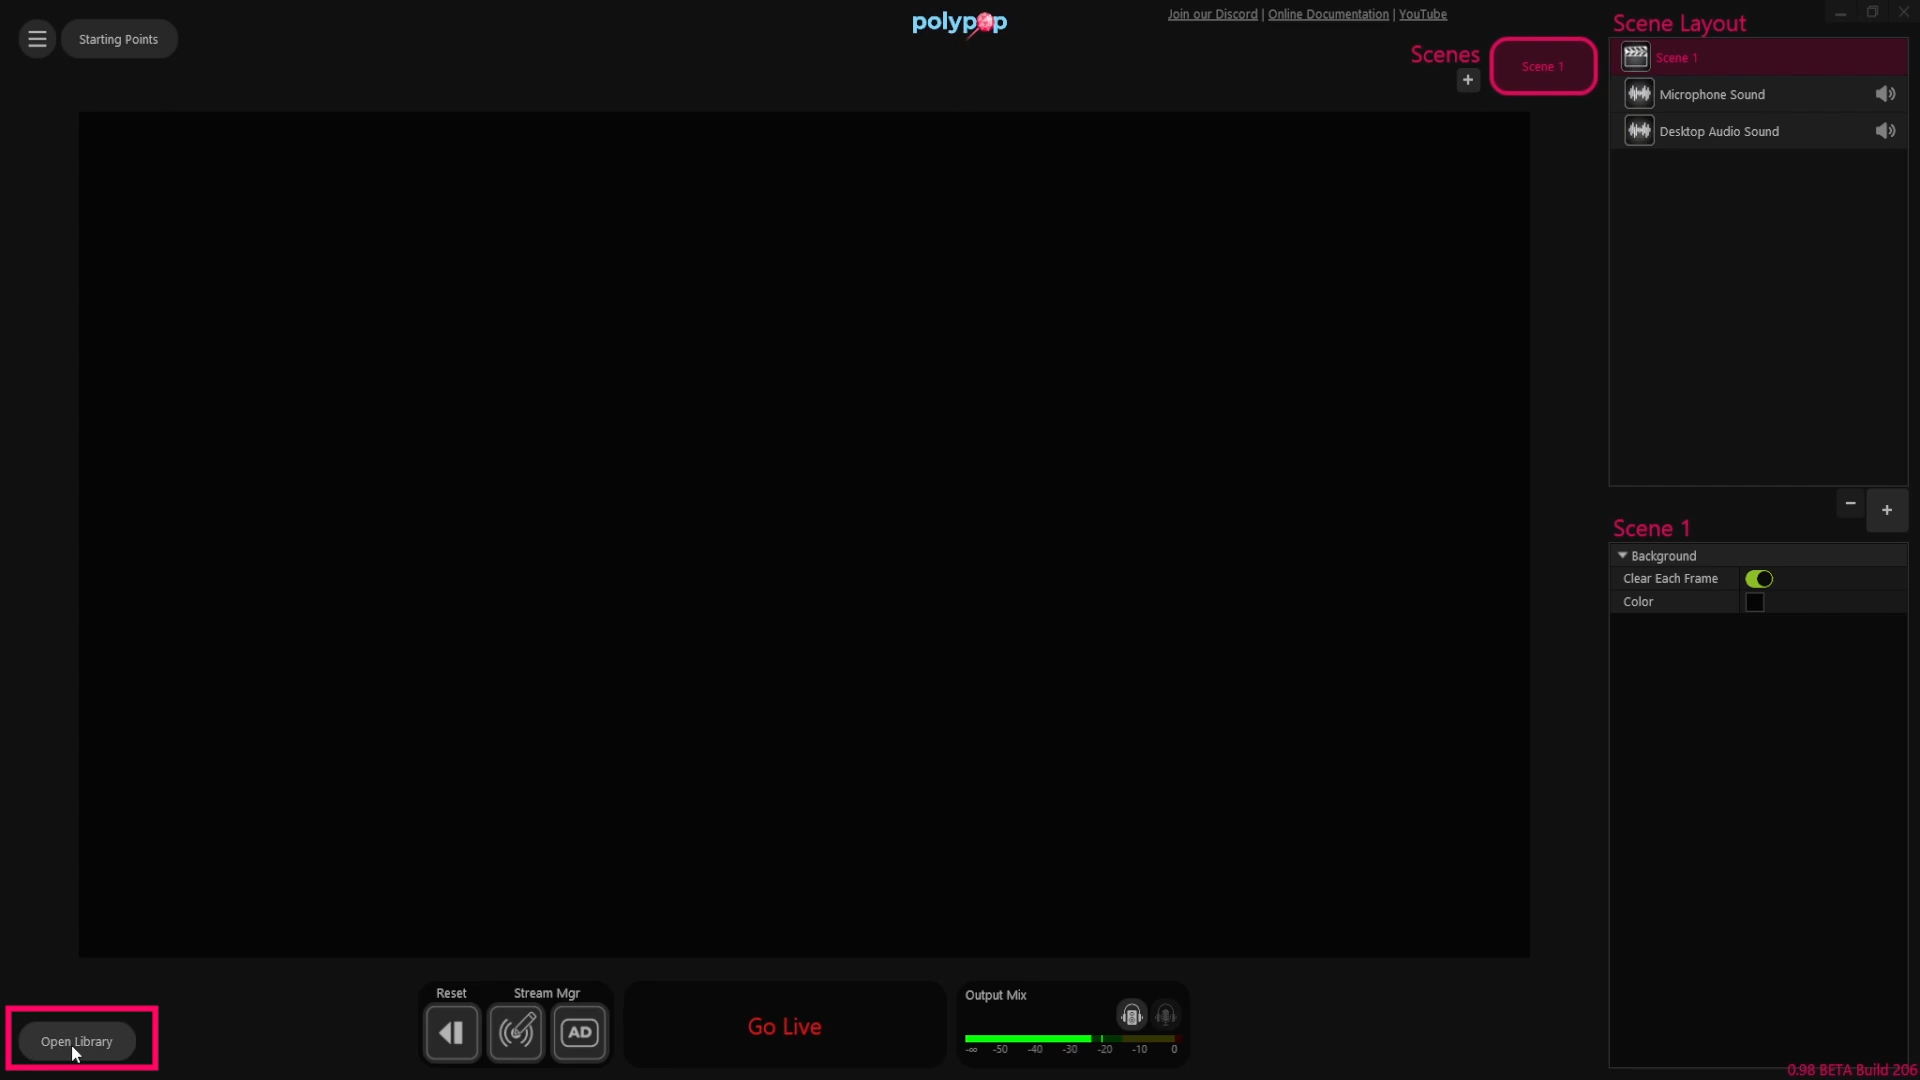 Starting Points
polypop
Join our Discord | Online Documentation | YouTube
Scenes
+
Scene 1
Scene Layout
Scene 1
Microphone Sound
Desktop Audio Sound
- +
Scene 1
Background
Clear Each Frame
Color
Open Library
Reset
Stream Mgr
AD
Go Live
Output Mix
-∞ -50 -40 -30 -20 -10 0
0.98 BETA Build 206